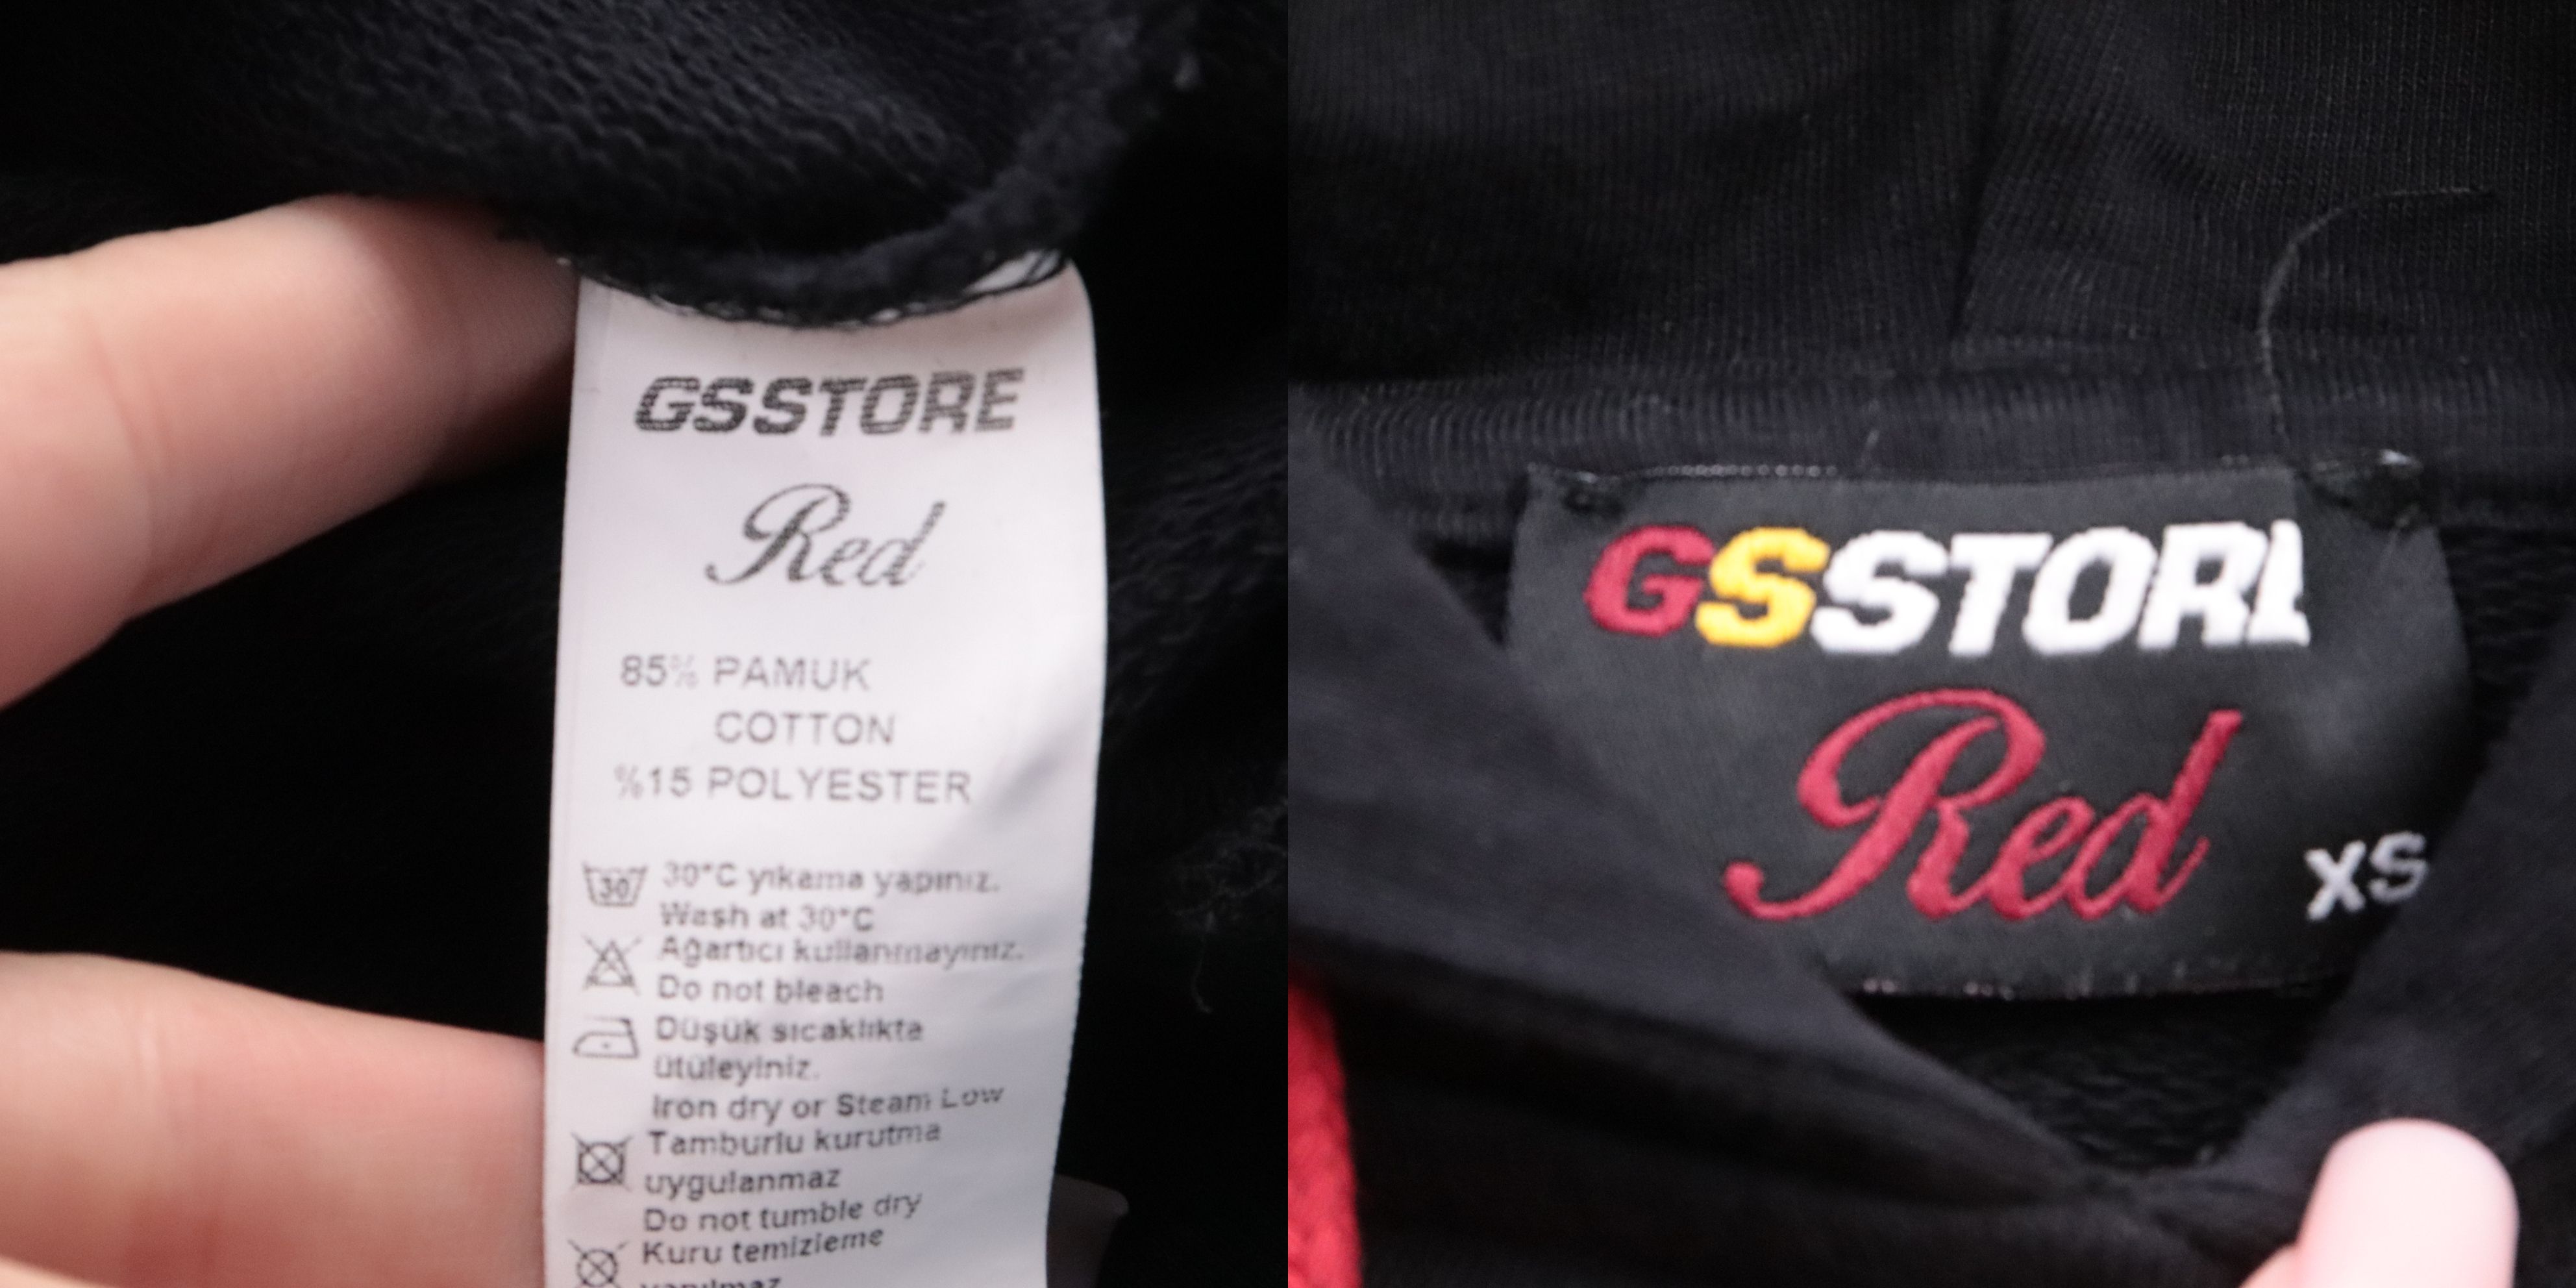 GSSTORE
Red
85% PAMUK
COTTON
%15 POLYESTER
30 30°C yıkama yapınız.
Wash at 30°C
Ağartıcı kullanmayınız.
Do not bleach
Düşük sıcaklıkta
ütüleyiniz.
Iron dry or Steam Low
Tamburlu kurutma
uygulanmaz
Do not tumble dry
Kuru temizleme
GSSTORE
Red
XS